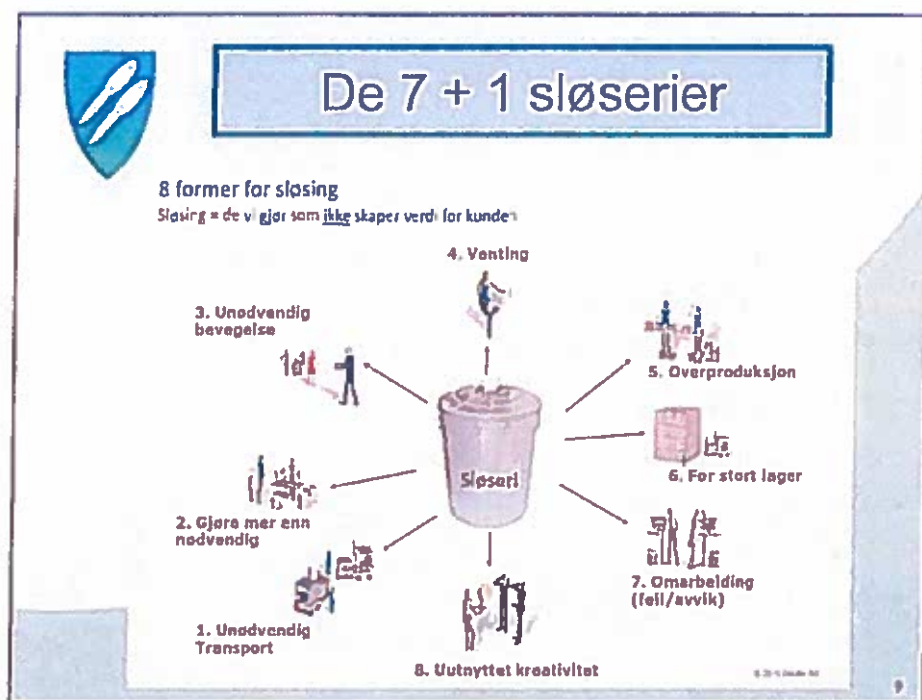 De 7 + 1 sløserier
8 former for sløsing
Sløsing = de vi gjør som ikke skaper verdi for kunden
4. Venting
3. Unødvendig
bevegelse
5. Overproduksjon
Sløseri
6. For stort lager
2. Gjøre mer enn
nødvendig
7. Omarbeiding
(feil/avvik)
1. Unødvendig
Transport
8. Uutnyttet kreativitet
9